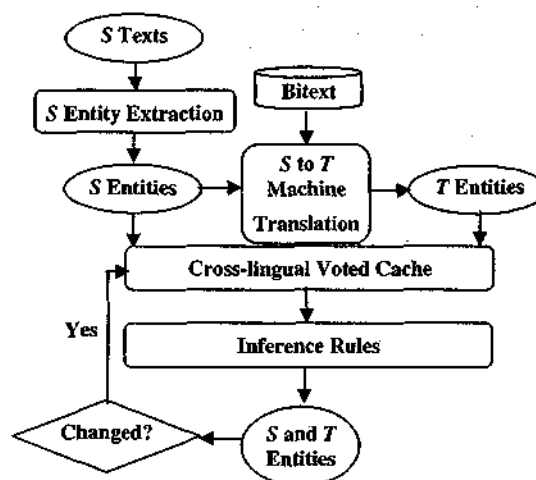 S Texts
Bitext
S Entity Extraction
S to T
Machine
Translation
S Entities
T Entities
Cross-lingual Voted Cache
Yes
Inference Rules
Changed?
S and T
Entities